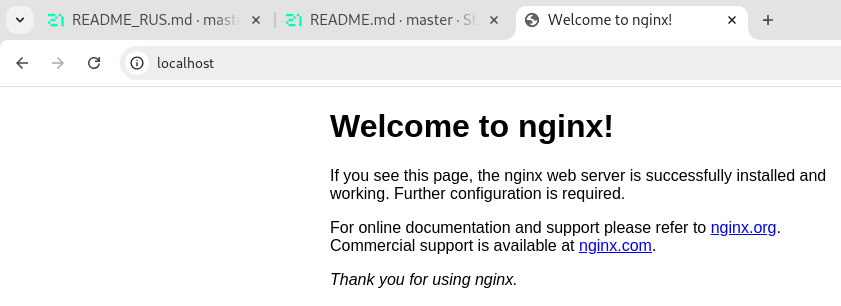 README_RUS.md · maste
README.md · master · St
Welcome to nginx!
localhost
Welcome to nginx!
If you see this page, the nginx web server is successfully installed and
working. Further configuration is required.
For online documentation and support please refer to nginx.org.
Commercial support is available at nginx.com.
Thank you for using nginx.